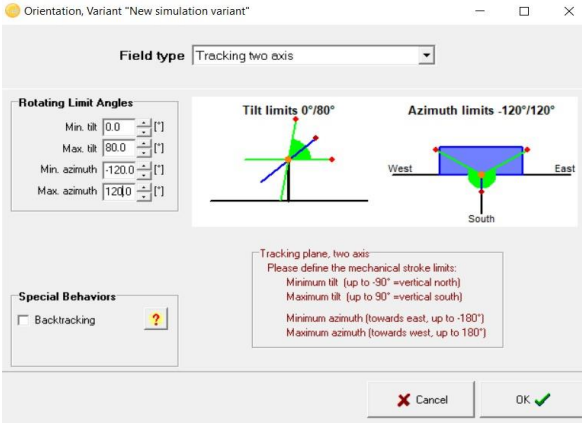 Orientation, Variant "New simulation variant"
Field type Tracking two axis
Rotating Limit Angles
Min. tilt 0.0 [°]
Max. tilt 80.0 [°]
Min. azimuth -120.0 [°]
Max. azimuth 120.0 [°]
Tilt limits 0°/80°
Azimuth limits -120°/120°
West East
South
Tracking plane, two axis
Please define the mechanical stroke limits:
Minimum tilt (up to -90° =vertical north)
Maximum tilt (up to 90° =vertical south)
Minimum azimuth (towards east, up to -180°)
Maximum azimuth (towards west, up to 180°)
Special Behaviors
Backtracking ?
Cancel OK